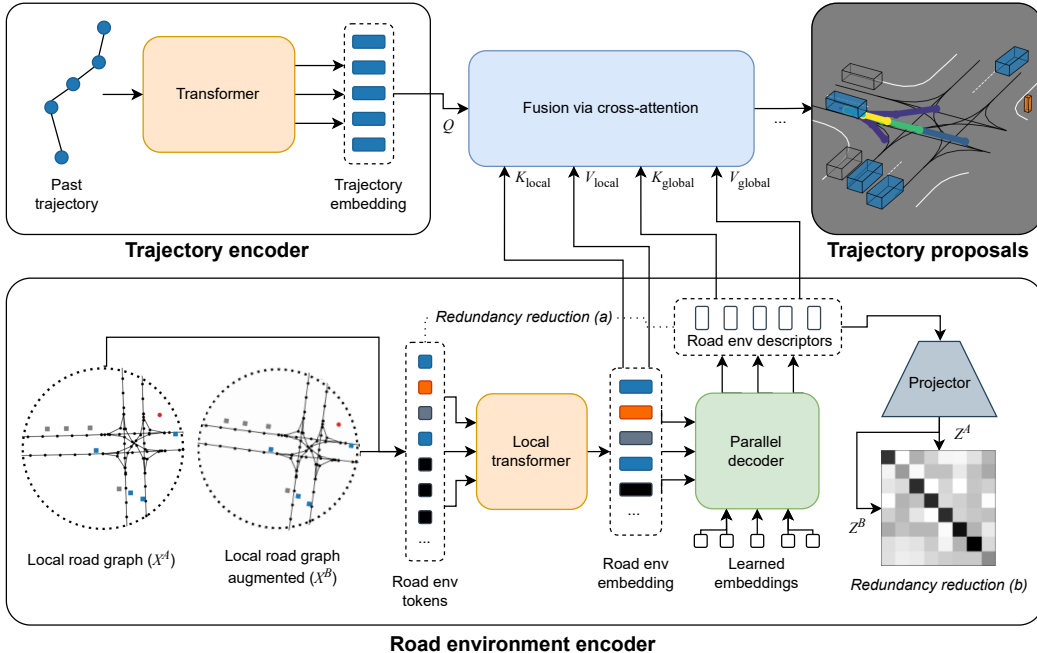 Transformer
Past
trajectory
Trajectory
embedding
Trajectory encoder
Q
Fusion via cross-attention
...
K_local
V_local
K_global
V_global
Trajectory proposals
Redundancy reduction (a)
Road env descriptors
Projector
Local
transformer
Parallel
decoder
Z^A
Z^B
...
...
Local road graph (X^A)
Local road graph
augmented (X^B)
Road env
tokens
Road env
embedding
Learned
embeddings
Redundancy reduction (b)
Road environment encoder